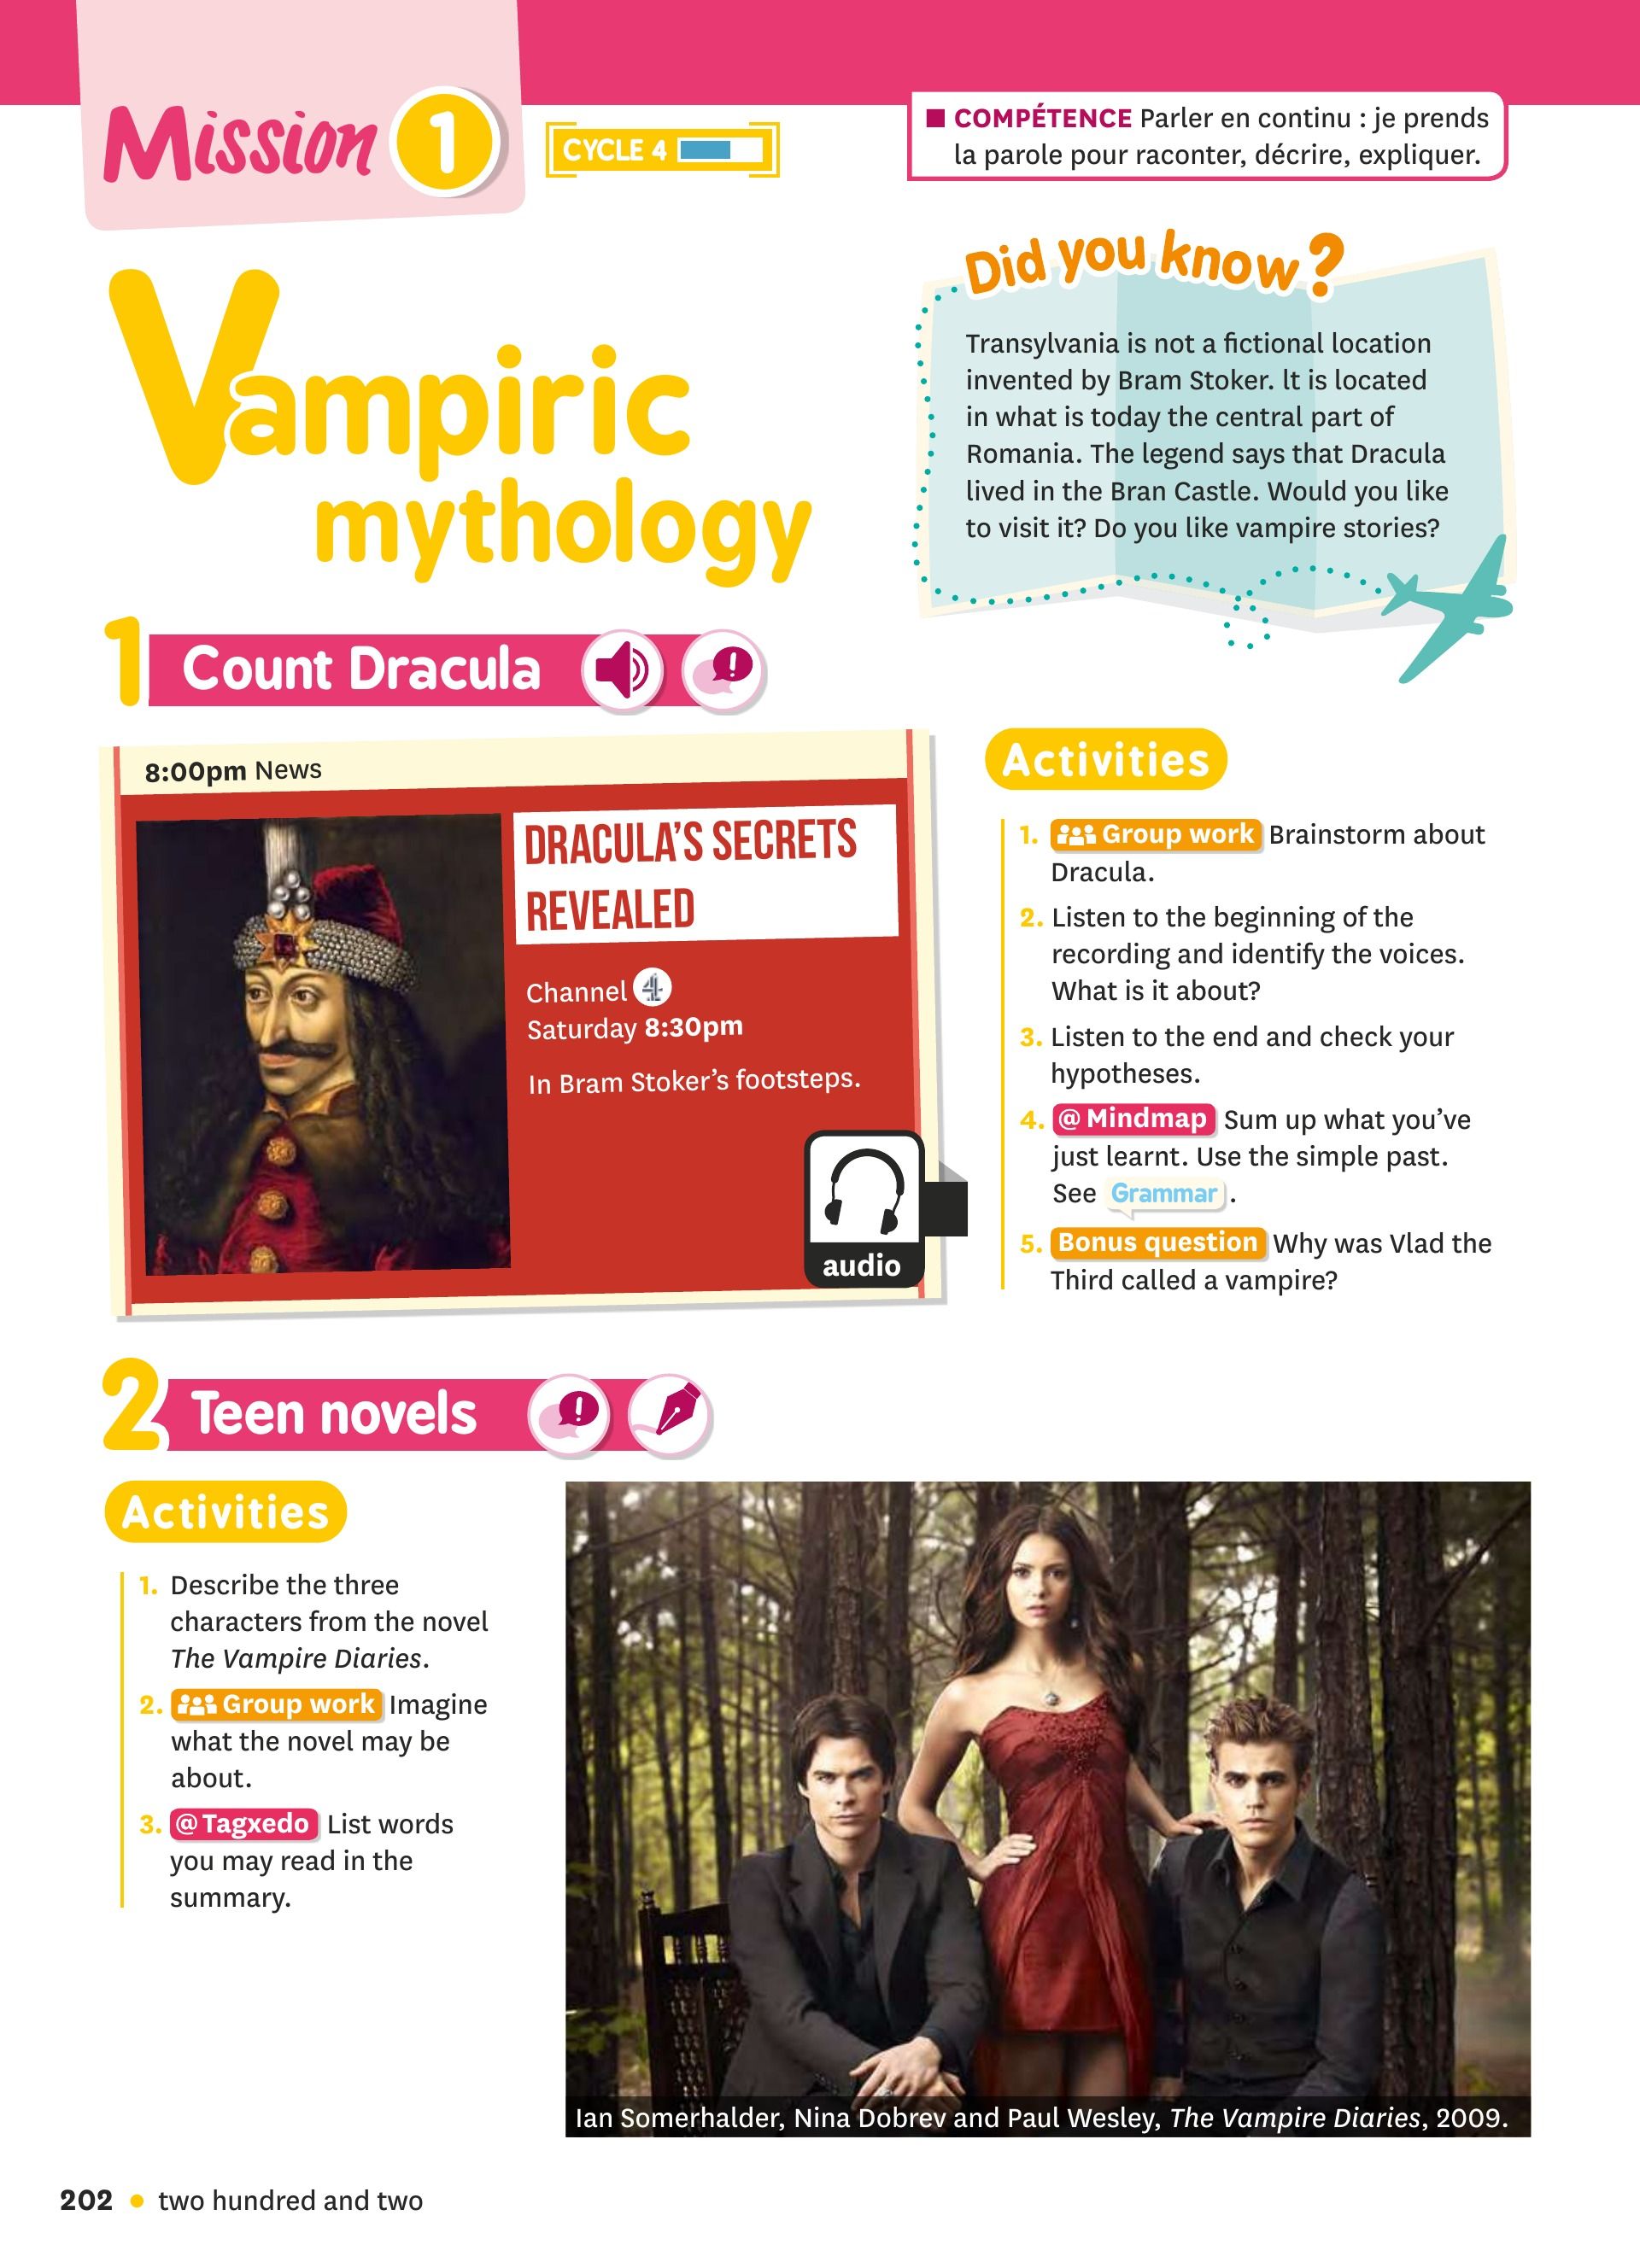 Mission 1
CYCLE 4
■ COMPÉTENCE Parler en continu : je prends
la parole pour raconter, décrire, expliquer.
Vampiric
mythology
Did you know?
Transylvania is not a fictional location
invented by Bram Stoker. It is located
in what is today the central part of
Romania. The legend says that Dracula
lived in the Bran Castle. Would you like
to visit it? Do you like vampire stories?
1 Count Dracula
8:00pm News
DRACULA'S SECRETS
REVEALED
Channel 4
Saturday 8:30pm
In Bram Stoker's footsteps.
audio
Activities
1. Group work Brainstorm about
Dracula.
2. Listen to the beginning of the
recording and identify the voices.
What is it about?
3. Listen to the end and check your
hypotheses.
4. @ Mindmap Sum up what you've
just learnt. Use the simple past.
See Grammar .
5. Bonus question Why was Vlad the
Third called a vampire?
2 Teen novels
Activities
1. Describe the three
characters from the novel
The Vampire Diaries.
2. Group work Imagine
what the novel may be
about.
3. @ Tagxedo List words
you may read in the
summary.
Ian Somerhalder, Nina Dobrev and Paul Wesley, The Vampire Diaries, 2009.
202 • two hundred and two